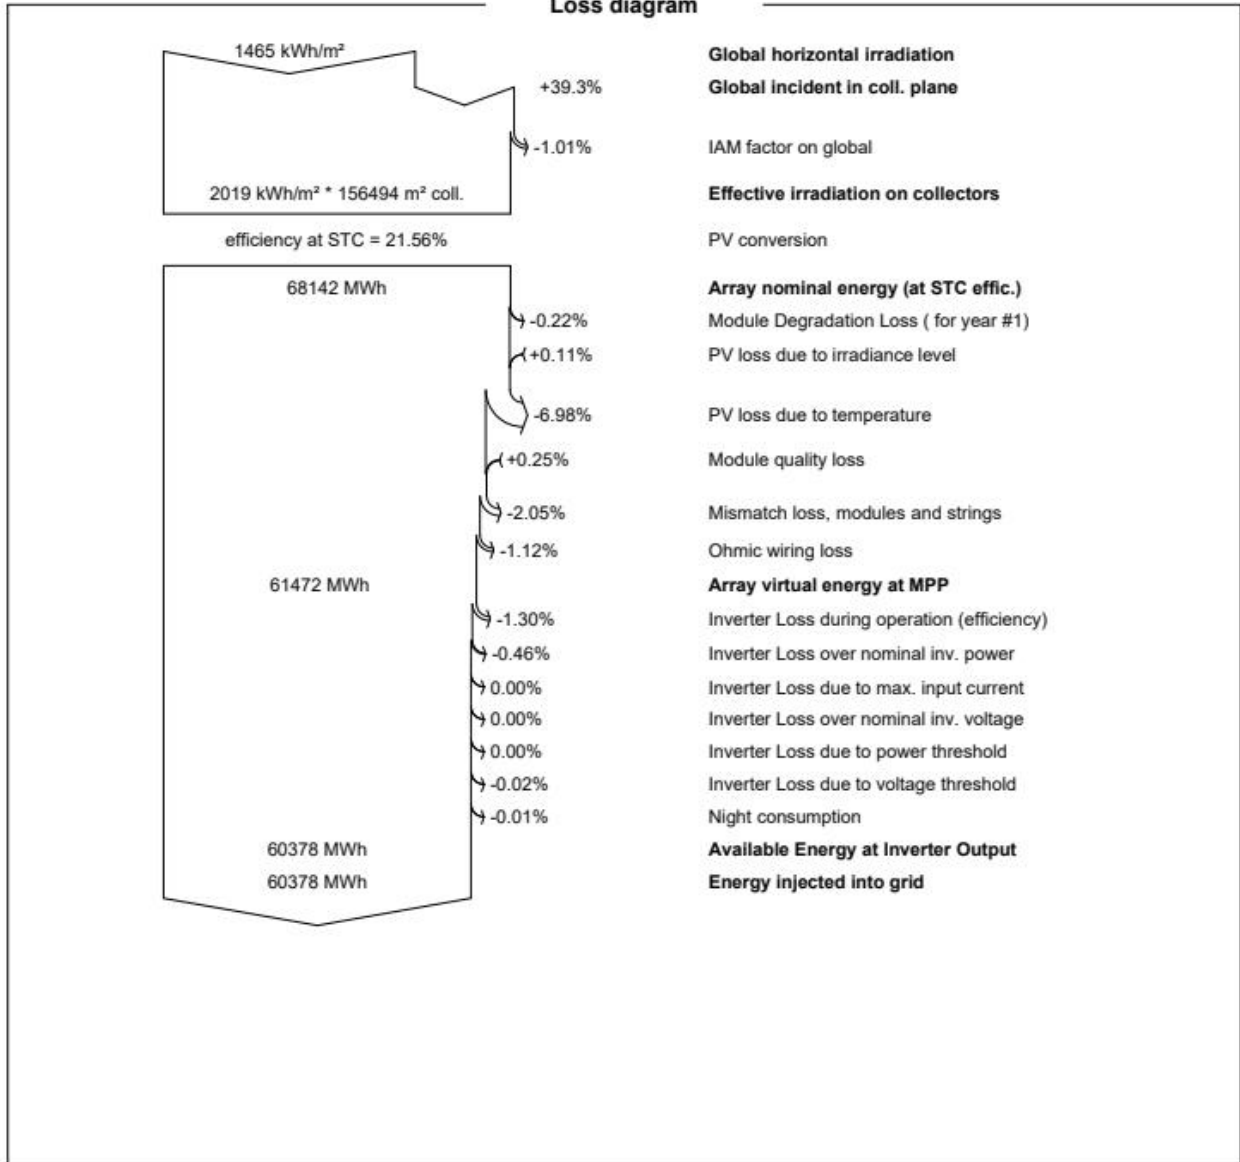 Loss diagram
1465 kWh/m² Global horizontal irradiation
+39.3% Global incident in coll. plane
-1.01% IAM factor on global
2019 kWh/m² * 156494 m² coll. Effective irradiation on collectors
efficiency at STC = 21.56% PV conversion
68142 MWh Array nominal energy (at STC effic.)
-0.22% Module Degradation Loss ( for year #1)
+0.11% PV loss due to irradiance level
-6.98% PV loss due to temperature
+0.25% Module quality loss
-2.05% Mismatch loss, modules and strings
-1.12% Ohmic wiring loss
61472 MWh Array virtual energy at MPP
-1.30% Inverter Loss during operation (efficiency)
-0.46% Inverter Loss over nominal inv. power
0.00% Inverter Loss due to max. input current
0.00% Inverter Loss over nominal inv. voltage
0.00% Inverter Loss due to power threshold
-0.02% Inverter Loss due to voltage threshold
-0.01% Night consumption
60378 MWh Available Energy at Inverter Output
60378 MWh Energy injected into grid